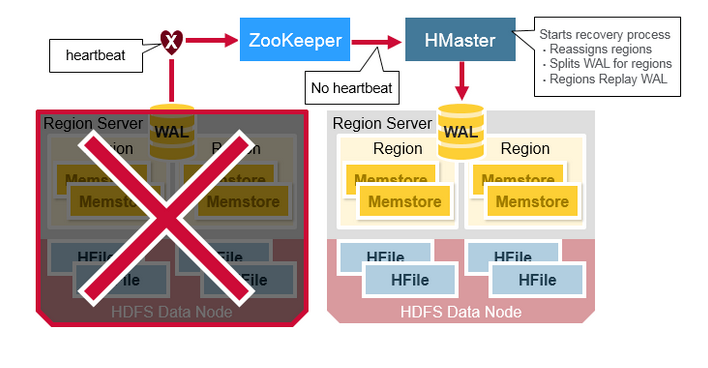 heartbeat
X
ZooKeeper
No heartbeat
HMaster
Starts recovery process
· Reassigns regions
· Splits WAL for regions
· Regions Replay WAL
Region Server
WAL
Region
Memstore
Memstore
Memstore
HFile
HFile
HFile
HDFS Data Node
Region Server
WAL
Region
Region
Memstore
Memstore
Memstore
Memstore
HFile
HFile
HFile
HFile
HDFS Data Node